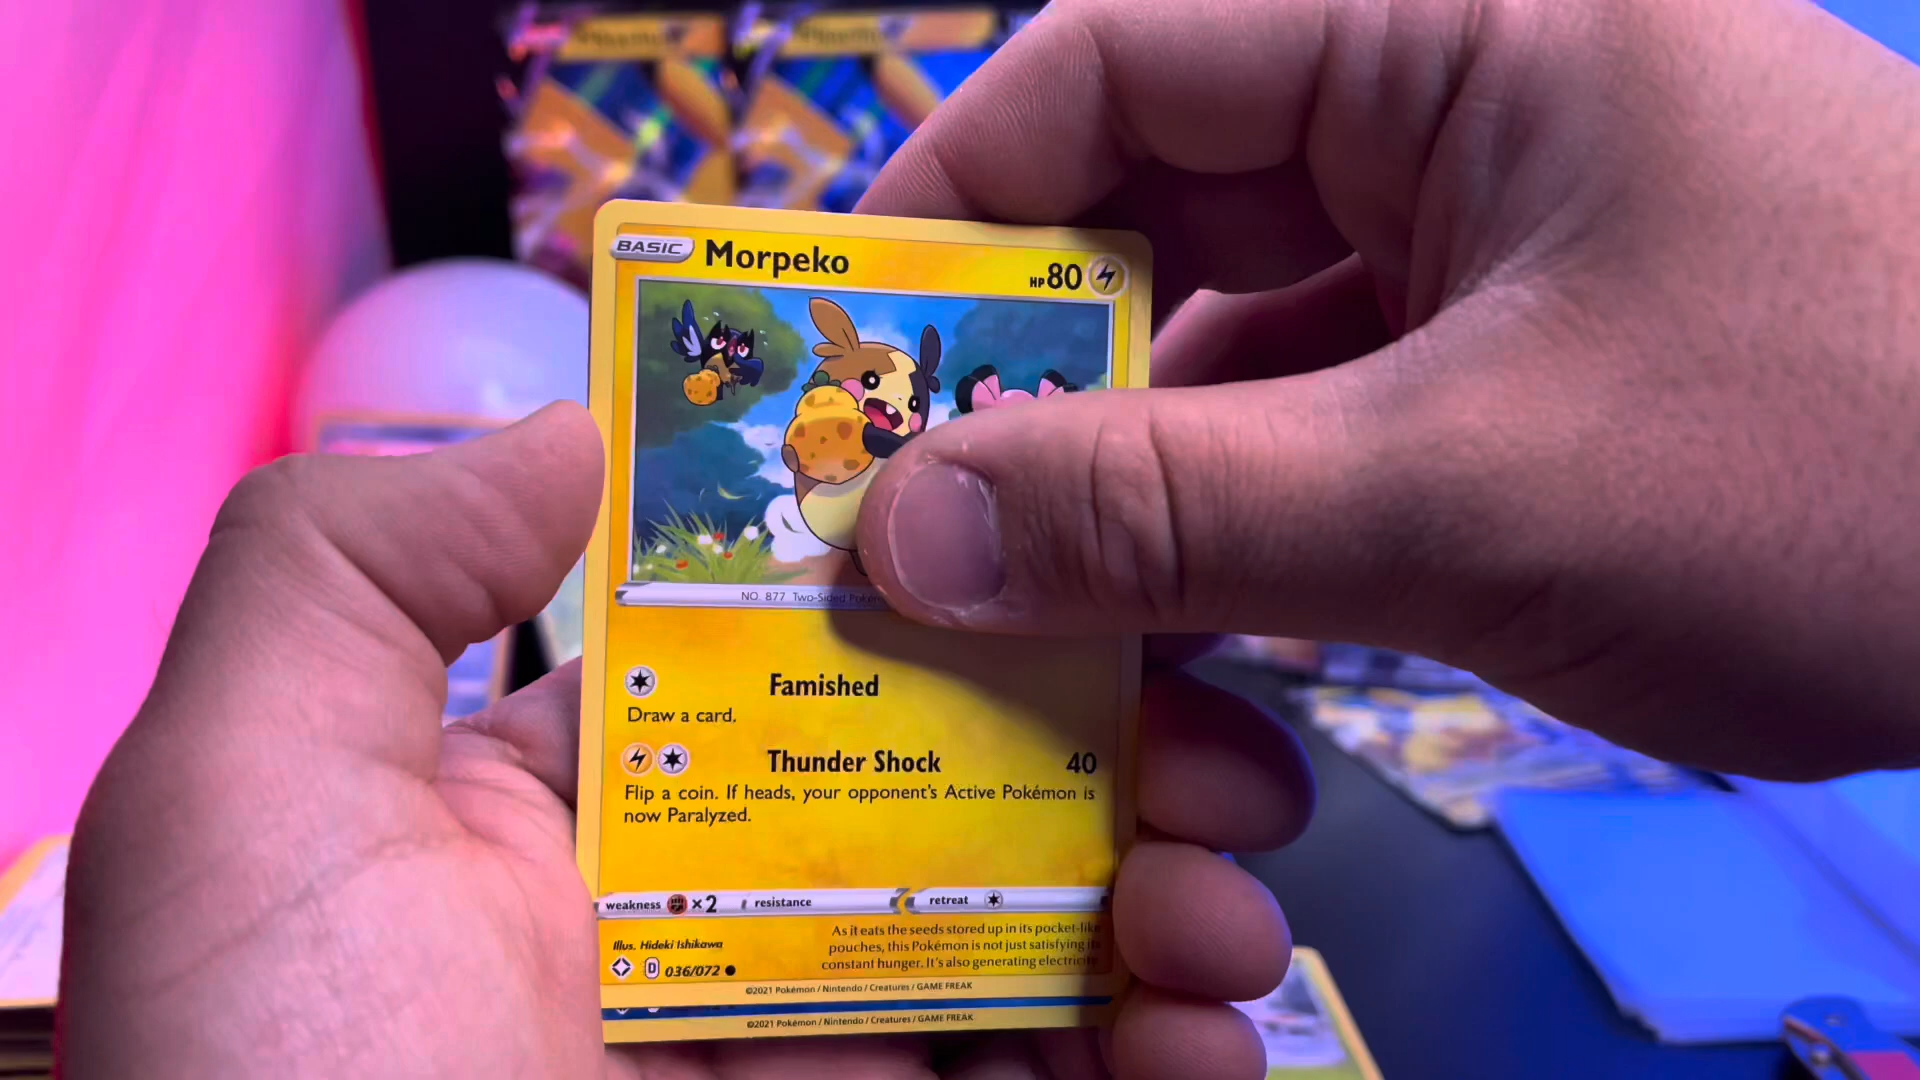 BASIC Morpeko HP 80
NO. 877 Two-Sided
Famished
Draw a card.
Thunder Shock 40
Flip a coin. If heads, your opponent's Active Pokémon is
now Paralyzed.
weakness ×2 resistance retreat
As it eats the seeds stored up in its pocket-like
pouches, this Pokémon is not just satisfying its
constant hunger. It's also generating electricity.
Illus. Hideki Ishikawa
D 036/072
©2021 Pokémon / Nintendo / Creatures / GAME FREAK
©2021 Pokémon / Nintendo / Creatures / GAME FREAK